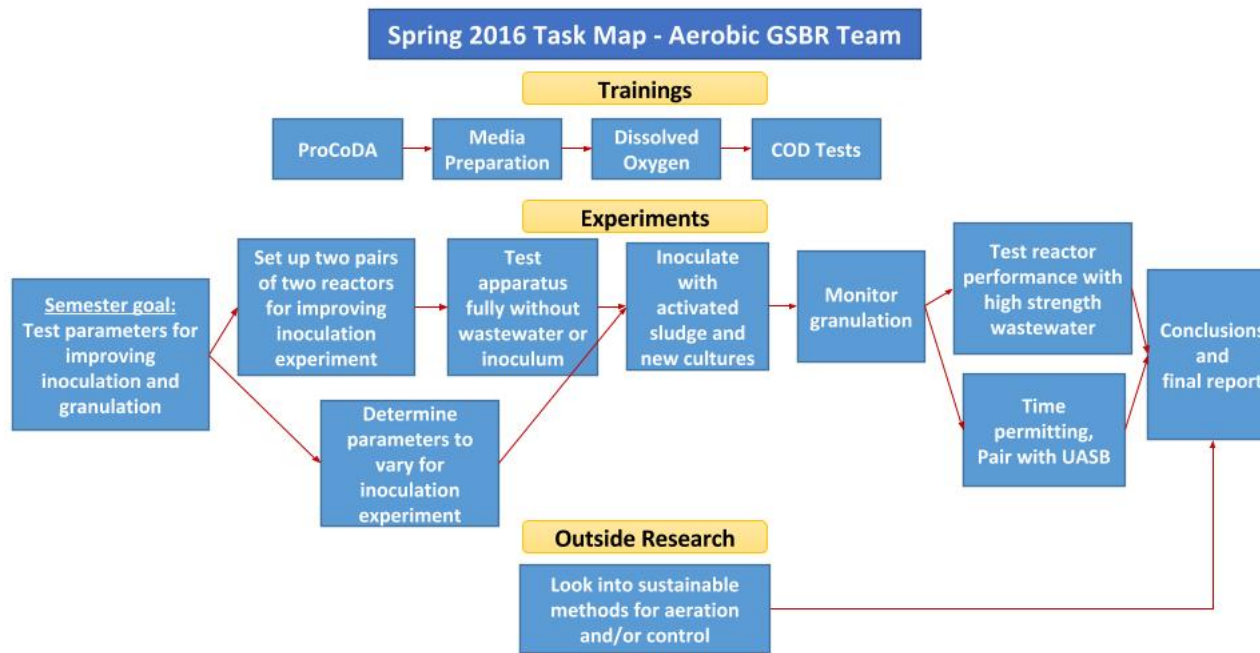 Spring 2016 Task Map - Aerobic GSBR Team
Trainings
ProCoDA
Media
Preparation
Dissolved
Oxygen
COD Tests
Experiments
Semester goal:
Test parameters for
improving
inoculation and
granulation
Set up two pairs
of two reactors
for improving
inoculation
experiment
Test
apparatus
fully without
wastewater or
inoculum
Determine
parameters to
vary for
inoculation
experiment
Inoculate
with
activated
sludge and
new cultures
Monitor
granulation
Test reactor
performance with
high strength
wastewater
Time
permitting,
Pair with UASB
Conclusions
and
final report
Outside Research
Look into sustainable
methods for aeration
and/or control